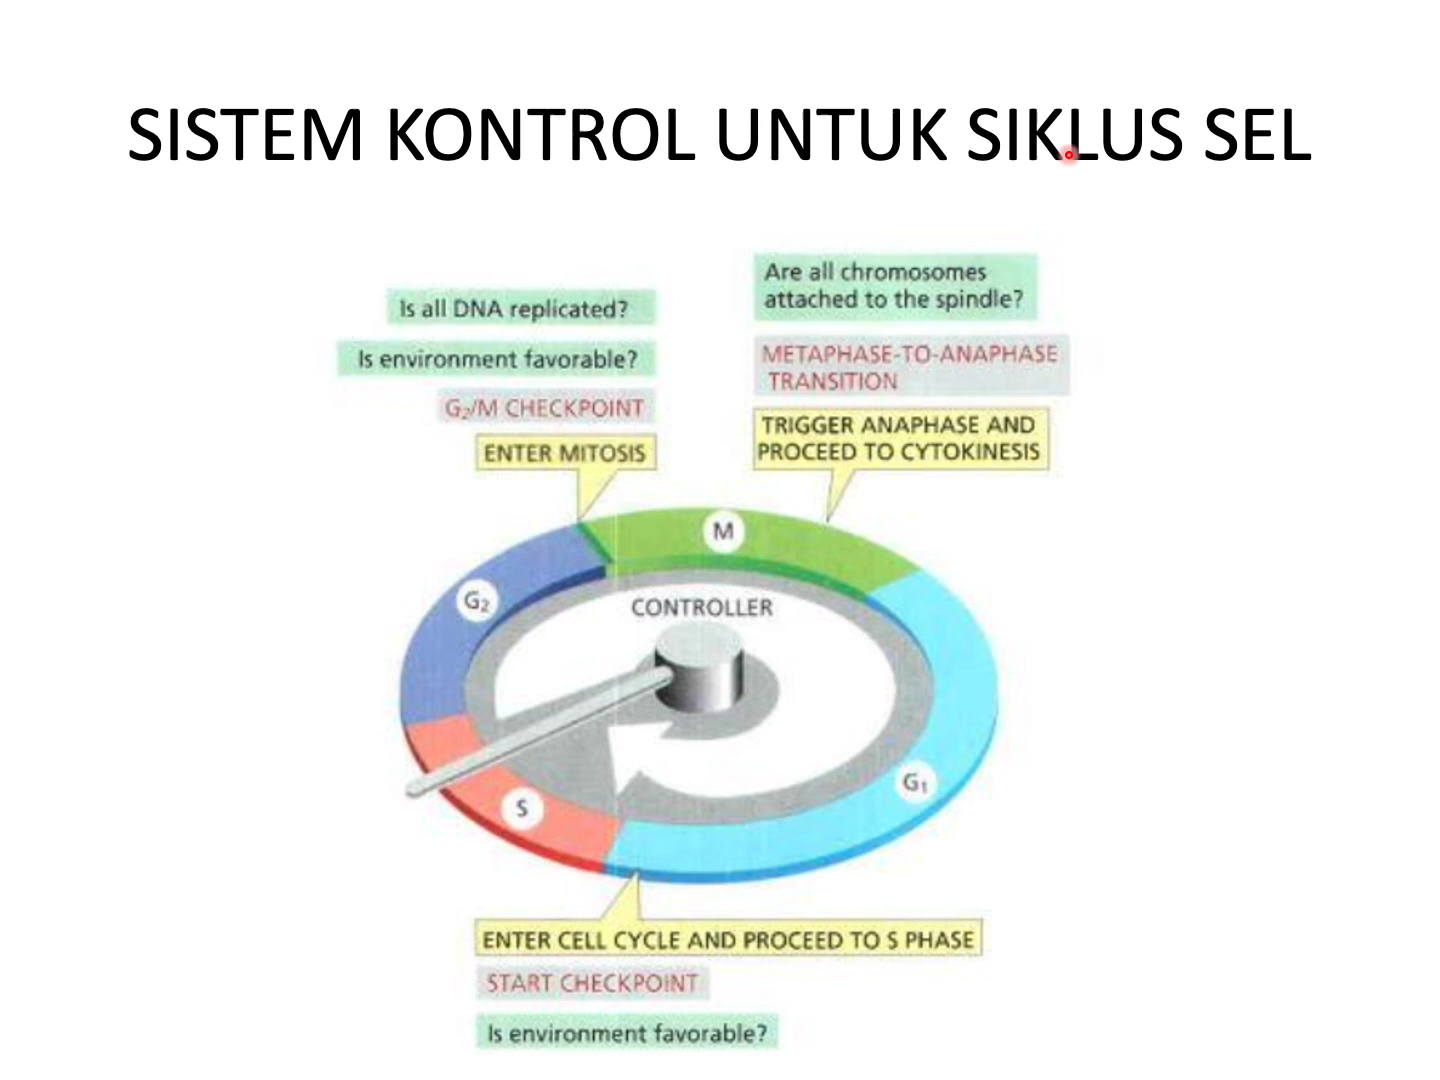 SISTEM KONTROL UNTUK SIKLUS SEL
Is all DNA replicated?
Is environment favorable?
G₂/M CHECKPOINT
ENTER MITOSIS
Are all chromosomes
attached to the spindle?
METAPHASE-TO-ANAPHASE
TRANSITION
TRIGGER ANAPHASE AND
PROCEED TO CYTOKINESIS
M
G₂
CONTROLLER
G₁
S
ENTER CELL CYCLE AND PROCEED TO S PHASE
START CHECKPOINT
Is environment favorable?